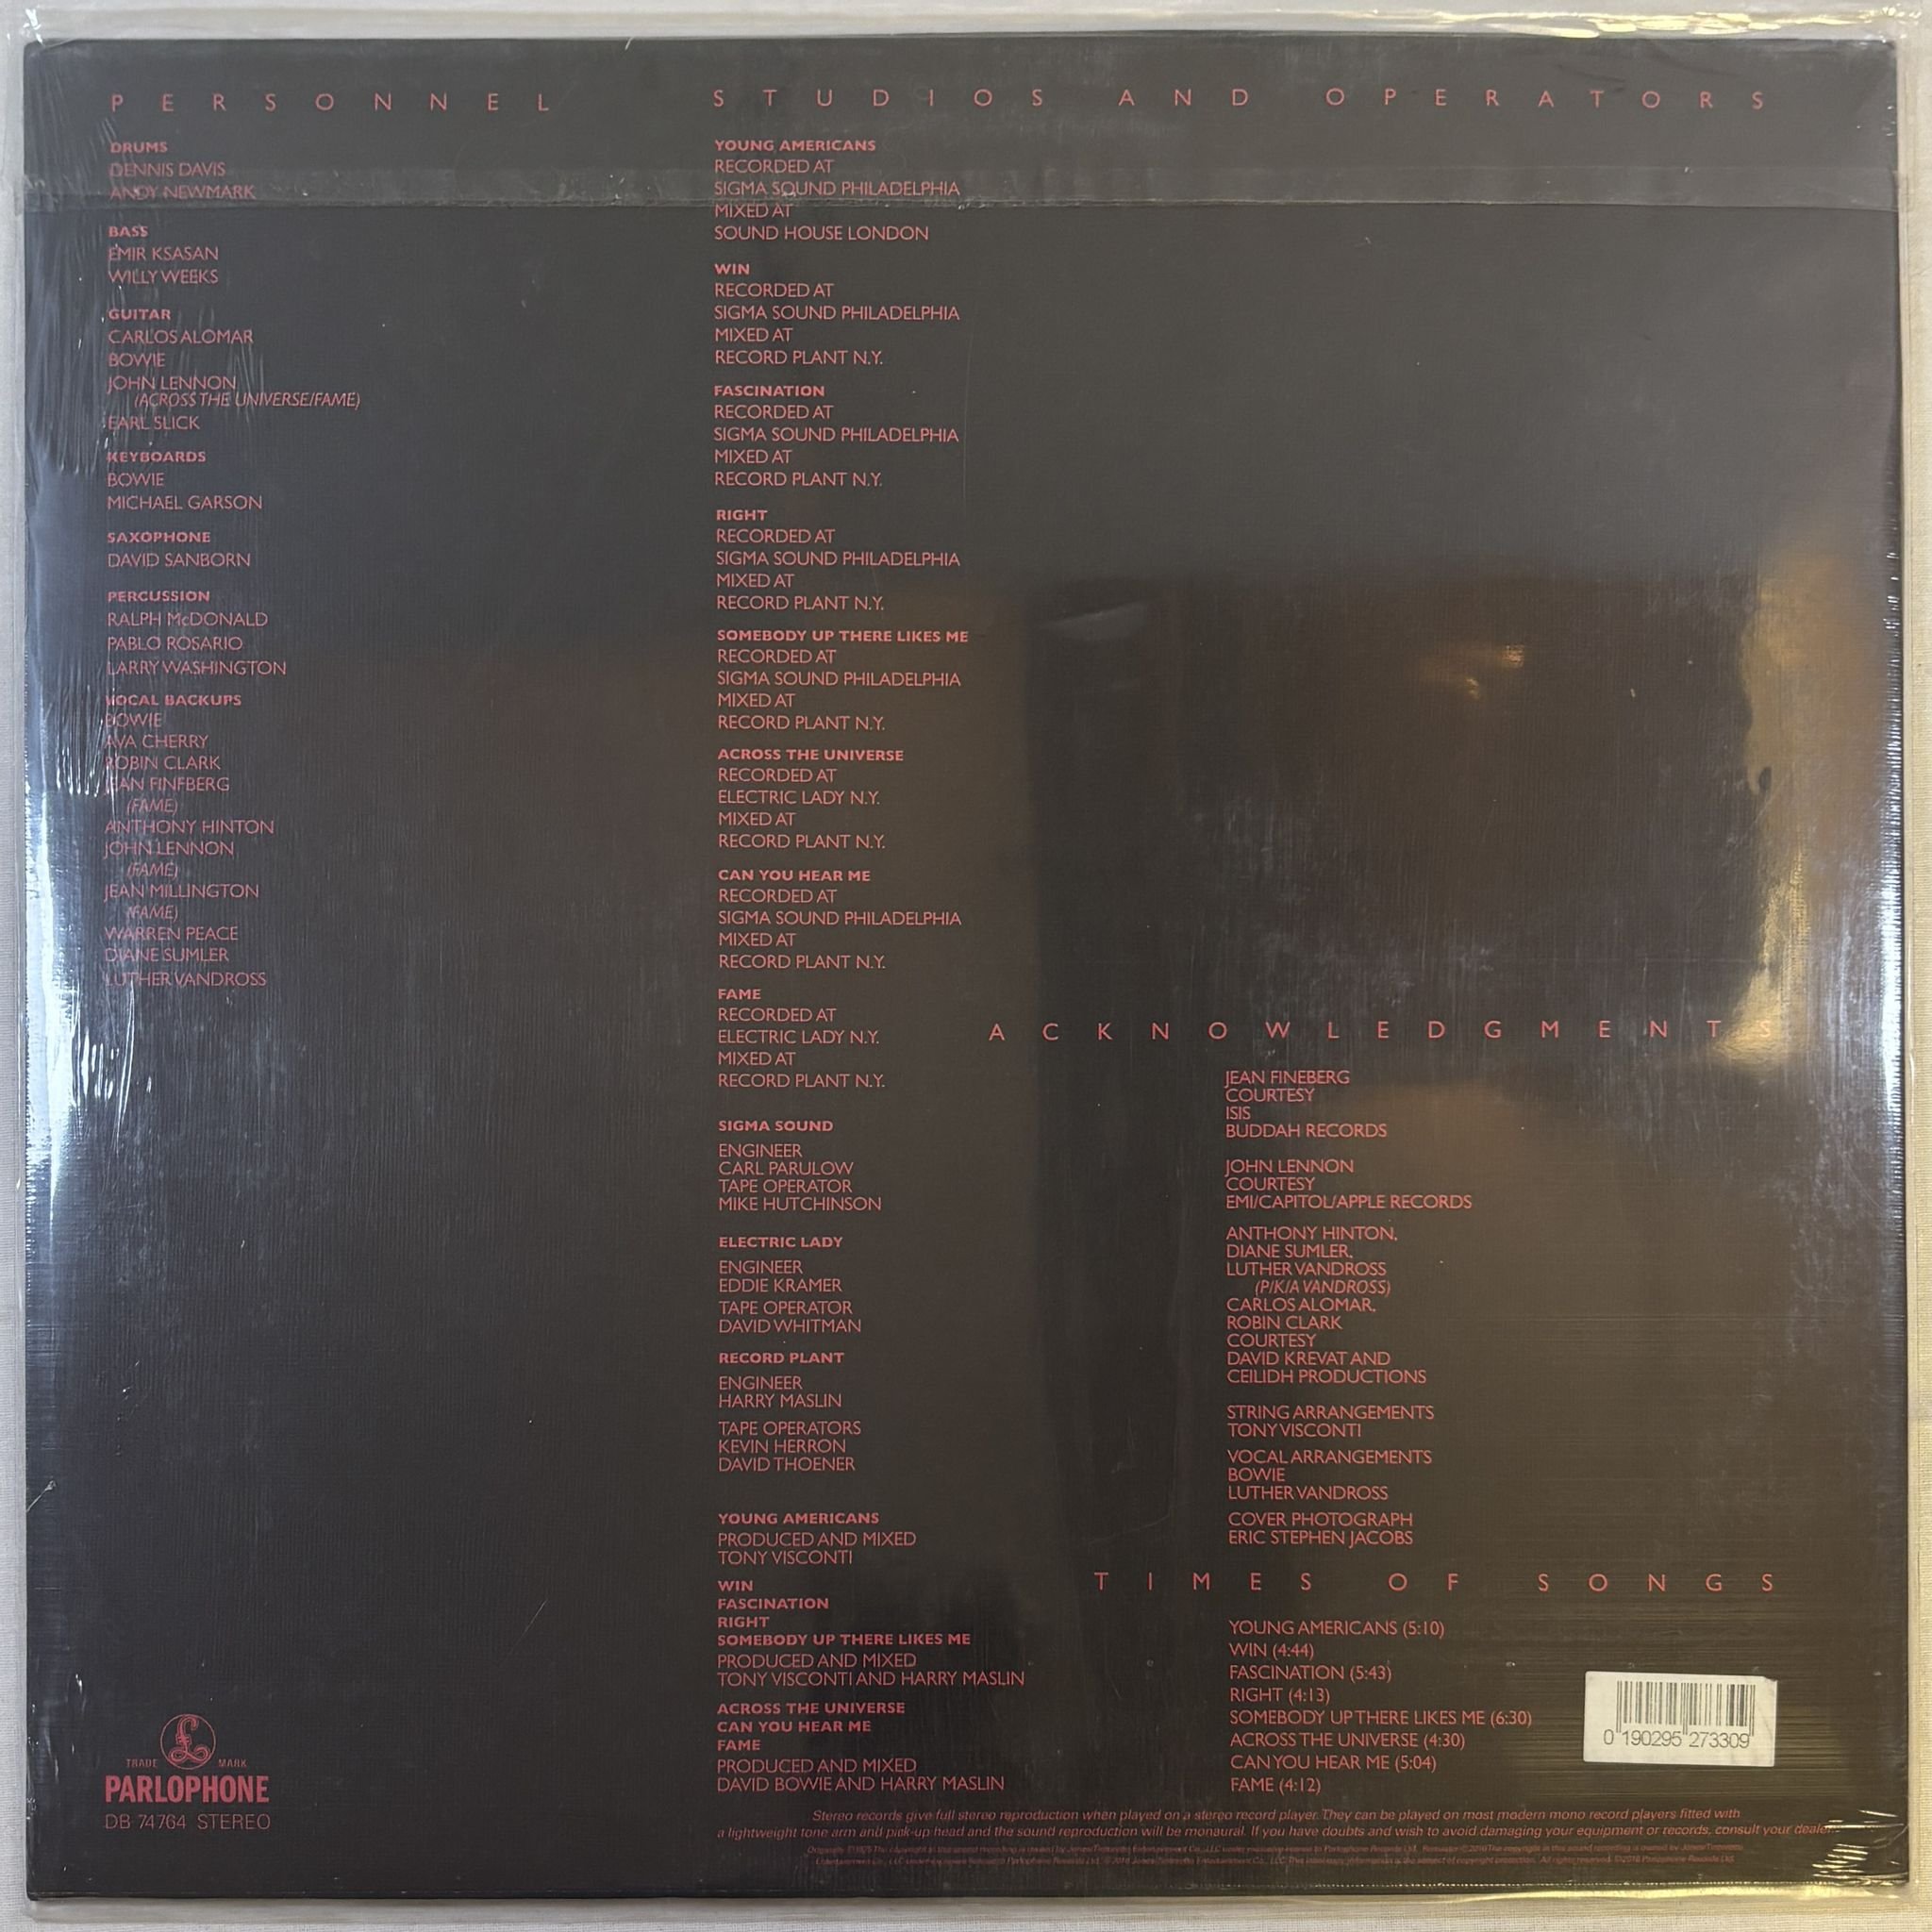 PERSONNEL
DRUMS
DENNIS DAVIS
ANDY NEWMARK
BASS
EMIR KSASAN
WILLY WEEKS
GUITAR
CARLOS ALOMAR
BOWIE
JOHN LENNON
(ACROSS THE UNIVERSE/FAME)
EARL SLICK
KEYBOARDS
BOWIE
MICHAEL GARSON
SAXOPHONE
DAVID SANBORN
PERCUSSION
RALPH McDONALD
PABLO ROSARIO
LARRY WASHINGTON
VOCAL BACKUPS
BOWIE
AVA CHERRY
ROBIN CLARK
JEAN FINEBERG
(FAME)
ANTHONY HINTON
JOHN LENNON
(FAME)
JEAN MILLINGTON
(FAME)
WARREN PEACE
DIANE SUMLER
LUTHER VANDROSS
TRADE MARK
PARLOPHONE
DB 74764 STEREO
STUDIOS AND OPERATORS
YOUNG AMERICANS
RECORDED AT
SIGMA SOUND PHILADELPHIA
MIXED AT
SOUND HOUSE LONDON
WIN
RECORDED AT
SIGMA SOUND PHILADELPHIA
MIXED AT
RECORD PLANT N.Y.
FASCINATION
RECORDED AT
SIGMA SOUND PHILADELPHIA
MIXED AT
RECORD PLANT N.Y.
RIGHT
RECORDED AT
SIGMA SOUND PHILADELPHIA
MIXED AT
RECORD PLANT N.Y.
SOMEBODY UP THERE LIKES ME
RECORDED AT
SIGMA SOUND PHILADELPHIA
MIXED AT
RECORD PLANT N.Y.
ACROSS THE UNIVERSE
RECORDED AT
ELECTRIC LADY N.Y.
MIXED AT
RECORD PLANT N.Y.
CAN YOU HEAR ME
RECORDED AT
SIGMA SOUND PHILADELPHIA
MIXED AT
RECORD PLANT N.Y.
FAME
RECORDED AT
ELECTRIC LADY N.Y.
MIXED AT
RECORD PLANT N.Y.
SIGMA SOUND
ENGINEER
CARL PARULOW
TAPE OPERATOR
MIKE HUTCHINSON
ELECTRIC LADY
ENGINEER
EDDIE KRAMER
TAPE OPERATOR
DAVID WHITMAN
RECORD PLANT
ENGINEER
HARRY MASLIN
TAPE OPERATORS
KEVIN HERRON
DAVID THOENER
YOUNG AMERICANS
PRODUCED AND MIXED
TONY VISCONTI
WIN
FASCINATION
RIGHT
SOMEBODY UP THERE LIKES ME
PRODUCED AND MIXED
TONY VISCONTI AND HARRY MASLIN
ACROSS THE UNIVERSE
CAN YOU HEAR ME
FAME
PRODUCED AND MIXED
DAVID BOWIE AND HARRY MASLIN
ACKNOWLEDGMENTS
JEAN FINEBERG
COURTESY
ISIS
BUDDAH RECORDS
JOHN LENNON
COURTESY
EMI/CAPITOL/APPLE RECORDS
ANTHONY HINTON,
DIANE SUMLER,
LUTHER VANDROSS
(P/K/A VANDROSS)
CARLOS ALOMAR,
ROBIN CLARK
COURTESY
DAVID KREVAT AND
CEILIDH PRODUCTIONS
STRING ARRANGEMENTS
TONY VISCONTI
VOCAL ARRANGEMENTS
BOWIE
LUTHER VANDROSS
COVER PHOTOGRAPH
ERIC STEPHEN JACOBS
TIMES OF SONGS
YOUNG AMERICANS (5:10)
WIN (4:44)
FASCINATION (5:43)
RIGHT (4:13)
SOMEBODY UP THERE LIKES ME (6:30)
ACROSS THE UNIVERSE (4:30)
CAN YOU HEAR ME (5:04)
FAME (4:12)
0 190295 273309
Stereo records give full stereo reproduction when played on a stereo record player. They can be played on most modern mono record players fitted with
a lightweight tone arm and pick-up head and the sound reproduction will be monaural. If you have doubts and wish to avoid damaging your equipment or records, consult your dealer.